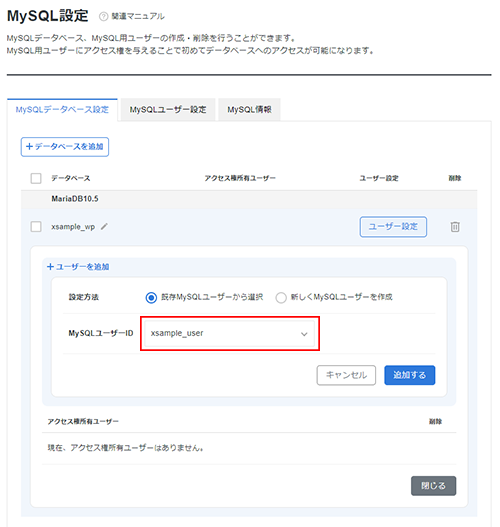 MySQL設定 ? 関連マニュアル
MySQLデータベース、MySQL用ユーザーの作成・削除を行うことができます。
MySQL用ユーザーにアクセス権を与えることで初めてデータベースへのアクセスが可能になります。
MySQLデータベース設定 MySQLユーザー設定 MySQL情報
+データベースを追加
データベース アクセス権所有ユーザー ユーザー設定 削除
MariaDB10.5
xsample_wp ユーザー設定
+ユーザーを追加
設定方法 既存MySQLユーザーから選択 新しくMySQLユーザーを作成
MySQLユーザーID xsample_user
キャンセル 追加する
アクセス権所有ユーザー 削除
現在、アクセス権所有ユーザーはありません。
閉じる